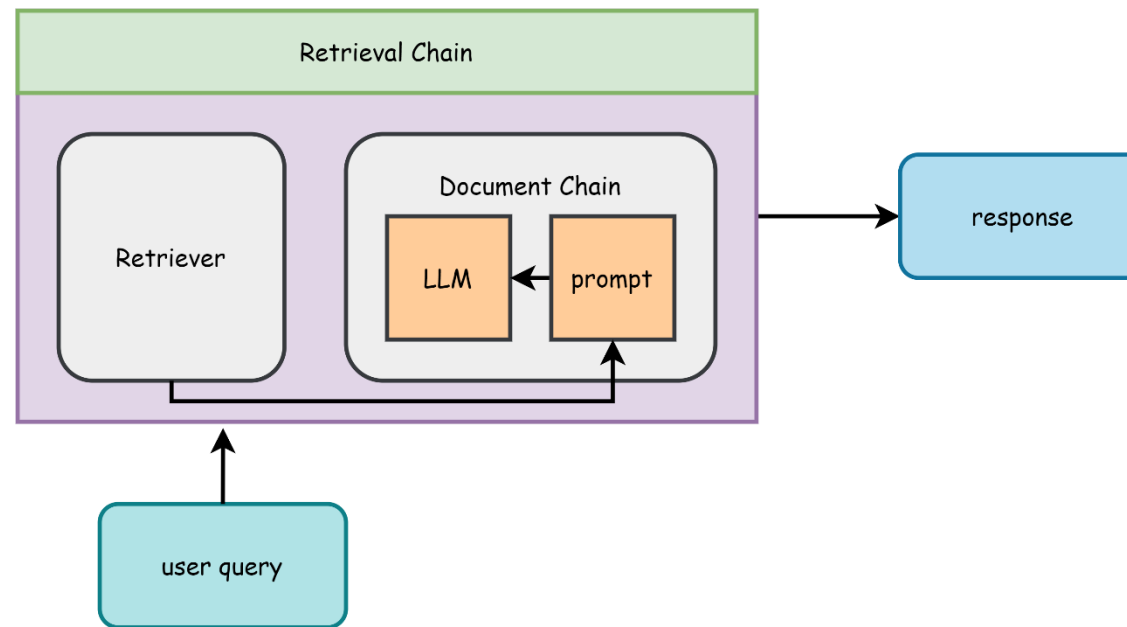 Retrieval Chain
Retriever
Document Chain
LLM
prompt
response
user query